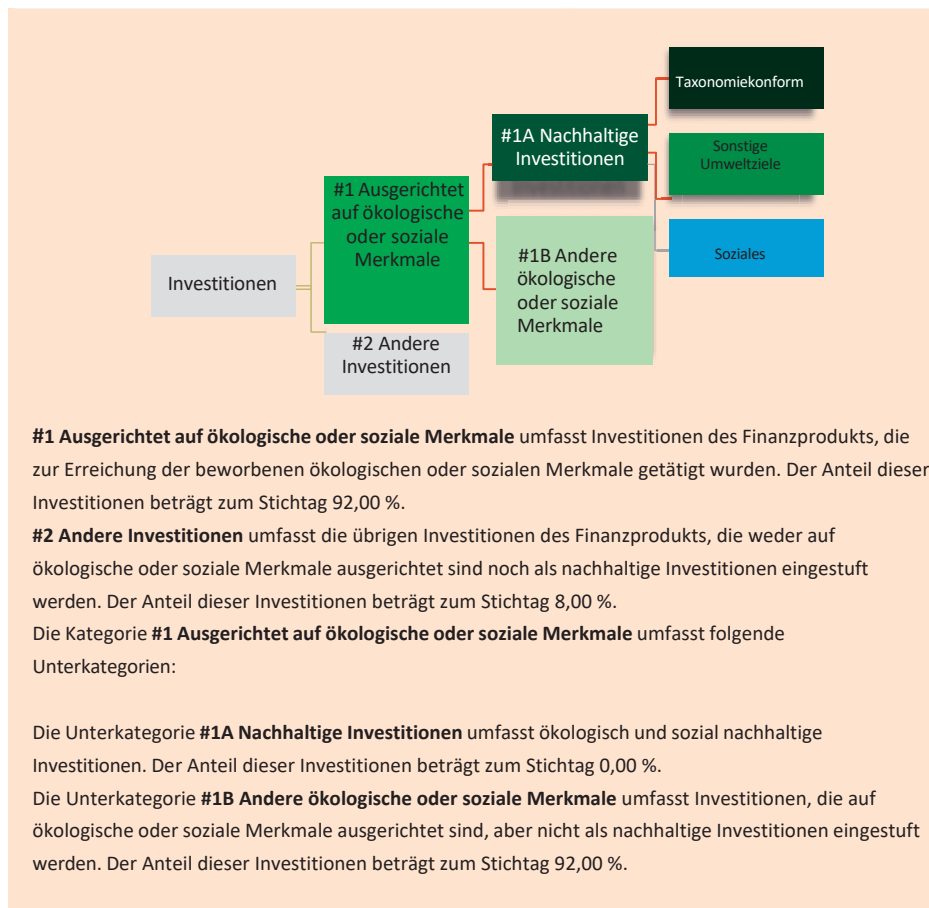 Taxonomiekonform
#1A Nachhaltige
Investitionen
Sonstige
Umweltziele
#1 Ausgerichtet
auf ökologische
oder soziale
Merkmale
#1B Andere
ökologische
oder soziale
Merkmale
Soziales
Investitionen
#2 Andere
Investitionen
#1 Ausgerichtet auf ökologische oder soziale Merkmale umfasst Investitionen des Finanzprodukts, die
zur Erreichung der beworbenen ökologischen oder sozialen Merkmale getätigt wurden. Der Anteil dieser
Investitionen beträgt zum Stichtag 92,00 %.
#2 Andere Investitionen umfasst die übrigen Investitionen des Finanzprodukts, die weder auf
ökologische oder soziale Merkmale ausgerichtet sind noch als nachhaltige Investitionen eingestuft
werden. Der Anteil dieser Investitionen beträgt zum Stichtag 8,00 %.
Die Kategorie #1 Ausgerichtet auf ökologische oder soziale Merkmale umfasst folgende
Unterkategorien:
Die Unterkategorie #1A Nachhaltige Investitionen umfasst ökologisch und sozial nachhaltige
Investitionen. Der Anteil dieser Investitionen beträgt zum Stichtag 0,00 %.
Die Unterkategorie #1B Andere ökologische oder soziale Merkmale umfasst Investitionen, die auf
ökologische oder soziale Merkmale ausgerichtet sind, aber nicht als nachhaltige Investitionen eingestuft
werden. Der Anteil dieser Investitionen beträgt zum Stichtag 92,00 %.